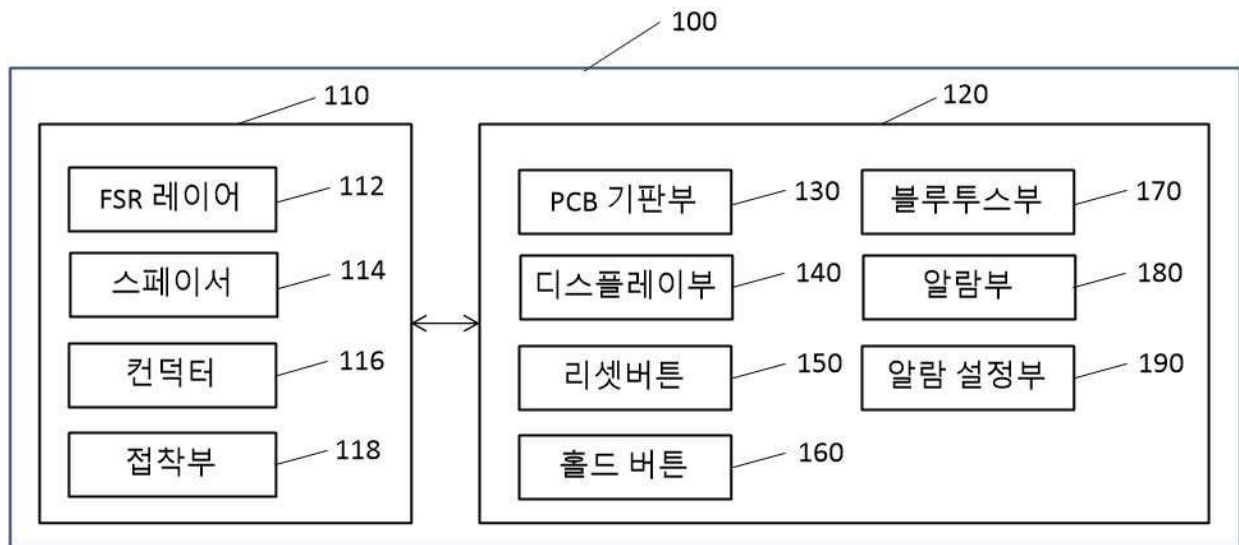 100
110
120
FSR 레이어
112
스페이서
114
컨덕터
116
접착부
118
PCB 기판부
130
디스플레이부
140
리셋버튼
150
홀드 버튼
160
블루투스부
170
알람부
180
알람 설정부
190